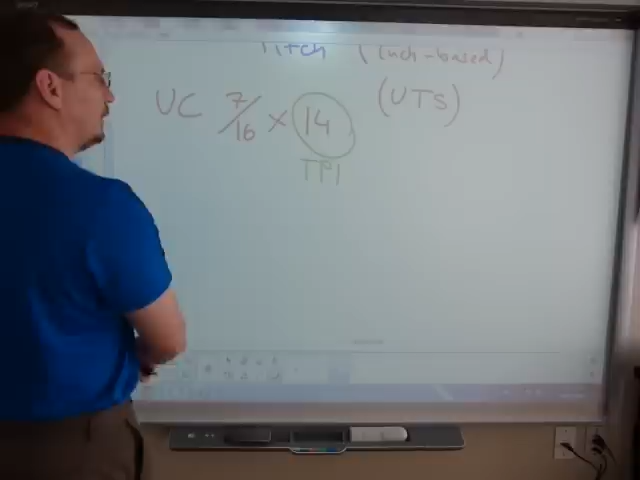 Pitch (inch-based)
UC 7/16 x 14 (UTS)
TPI